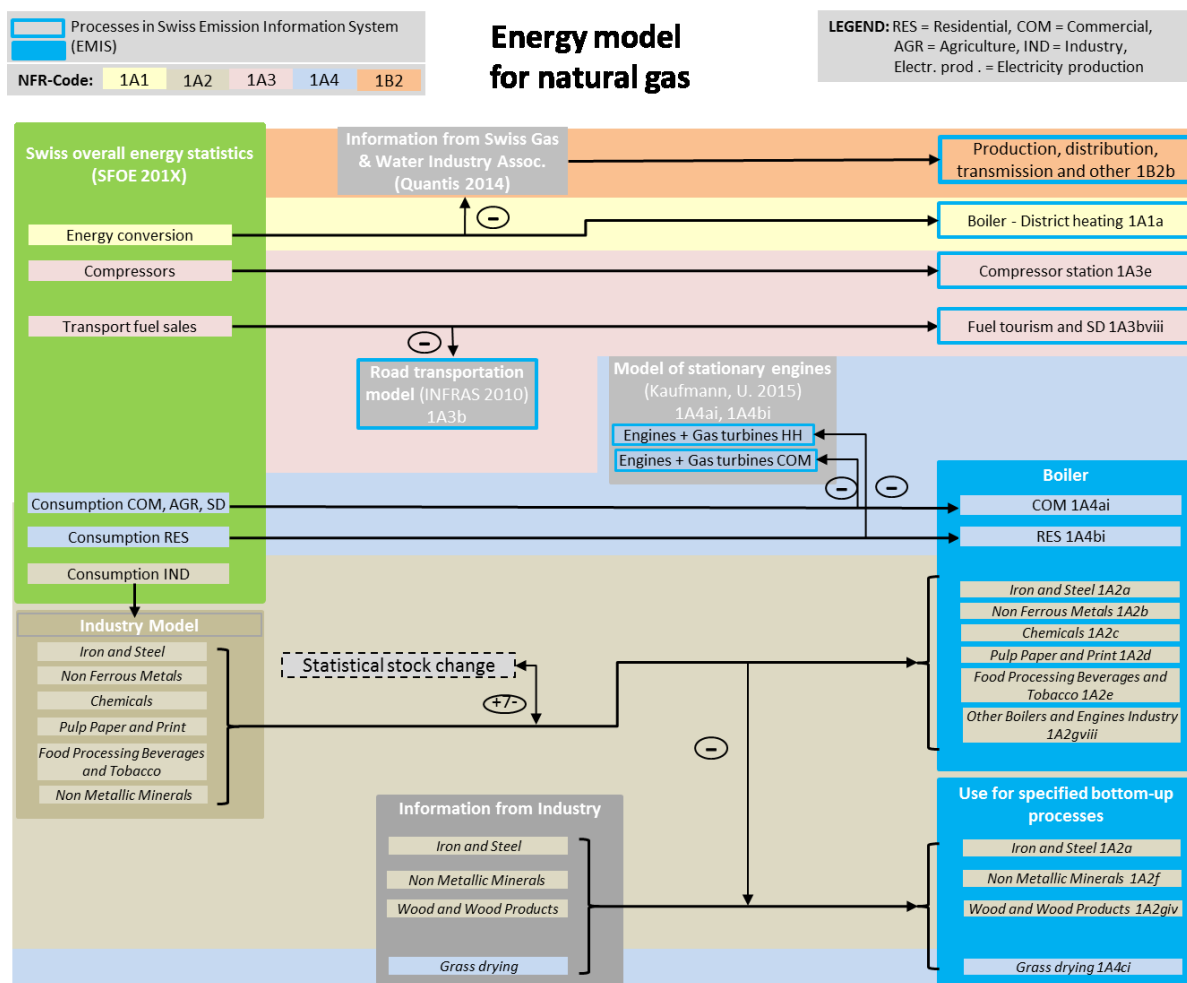 Processes in Swiss Emission Information System
(EMIS)
NFR-Code: 1A1 1A2 1A3 1A4 1B2
Energy model
for natural gas
LEGEND: RES = Residential, COM = Commercial,
AGR = Agriculture, IND = Industry,
Electr. prod . = Electricity production
Swiss overall energy statistics
(SFOE 201X)
Information from Swiss Gas
& Water Industry Assoc.
(Quantis 2014)
Production, distribution,
transmission and other 1B2b
-
Energy conversion
Boiler - District heating 1A1a
Compressors
Compressor station 1A3e
Transport fuel sales
Fuel tourism and SD 1A3bviii
-
Road transportation
model (INFRAS 2010)
1A3b
Model of stationary engines
(Kaufmann, U. 2015)
1A4ai, 1A4bi
Engines + Gas turbines HH
Engines + Gas turbines COM
- -
Boiler
Consumption COM, AGR, SD
COM 1A4ai
Consumption RES
RES 1A4bi
Consumption IND
Industry Model
Iron and Steel
Non Ferrous Metals
Chemicals
Pulp Paper and Print
Food Processing Beverages
and Tobacco
Non Metallic Minerals
Statistical stock change
+7-
-
Iron and Steel 1A2a
Non Ferrous Metals 1A2b
Chemicals 1A2c
Pulp Paper and Print 1A2d
Food Processing Beverages and
Tobacco 1A2e
Other Boilers and Engines Industry
1A2gviii
Information from Industry
Iron and Steel
Non Metallic Minerals
Wood and Wood Products
Grass drying
Use for specified bottom-up
processes
Iron and Steel 1A2a
Non Metallic Minerals 1A2f
Wood and Wood Products 1A2giv
Grass drying 1A4ci